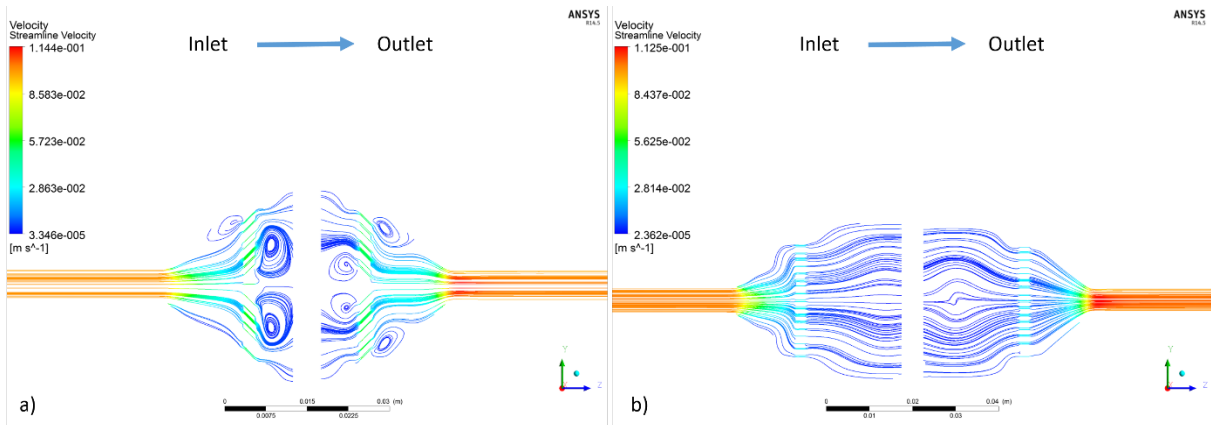 ANSYS
R16.5
Velocity
Streamline Velocity
1.144e-001
8.583e-002
5.723e-002
2.863e-002
3.346e-005
[m s^-1]
Inlet
Outlet
Y
Z
0
0.015
0.03
(m)
0.0075
0.0225
a)
ANSYS
R16.5
Velocity
Streamline Velocity
1.125e-001
8.437e-002
5.625e-002
2.814e-002
2.362e-005
[m s^-1]
Inlet
Outlet
Y
Z
0
0.02
0.04
(m)
0.01
0.03
b)